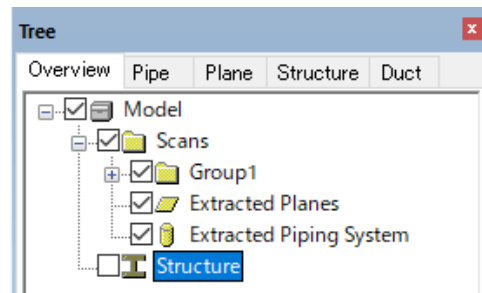 Tree
Overview Pipe Plane Structure Duct
Model
Scans
Group1
Extracted Planes
Extracted Piping System
Structure